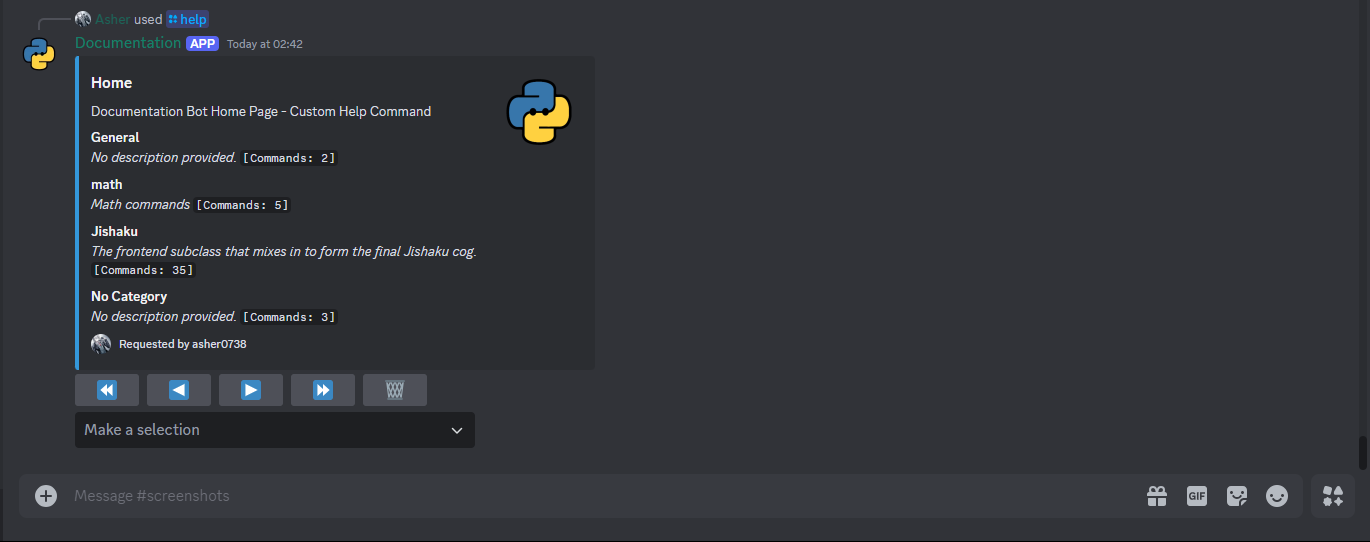 Asher used help
Documentation APP Today at 02:42
Home
Documentation Bot Home Page - Custom Help Command
General
No description provided. [Commands: 2]
math
Math commands [Commands: 5]
Jishaku
The frontend subclass that mixes in to form the final Jishaku cog.
[Commands: 35]
No Category
No description provided. [Commands: 3]
Requested by asher0738
Make a selection
Message #screenshots
GIF